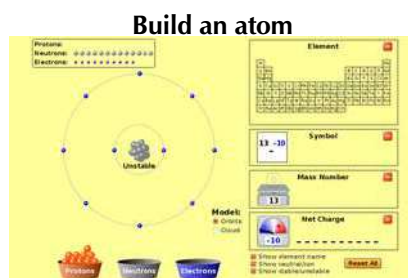 Build an atom
Protons:
Neutrons:
Electrons:
Element
Symbol
13 -10
–
Unstable
Mass Number
13
Model:
Orbits
Cloud
Net Charge
-10
Protons
Neutrons
Electrons
Show element name
Show neutral/ion
Show stable/unstable
Reset All